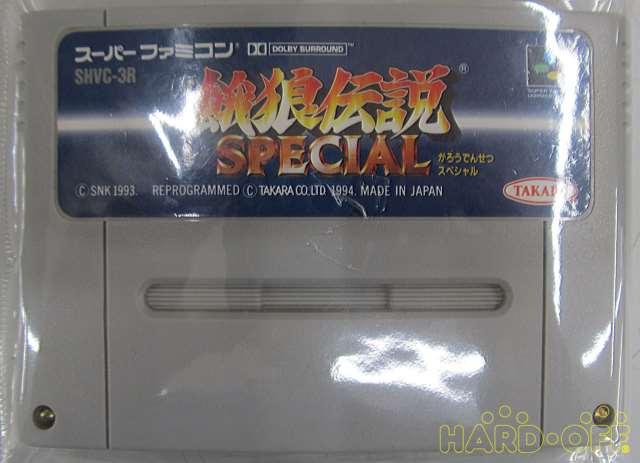 スーパーファミコン DOLBY SURROUND™
SHVC-3R
餓狼伝説®
SPECIAL
がろうでんせつ
スペシャル
© SNK 1993. REPROGRAMMED © TAKARA CO.,LTD. 1994. MADE IN JAPAN
TAKARA
HARD·OFF